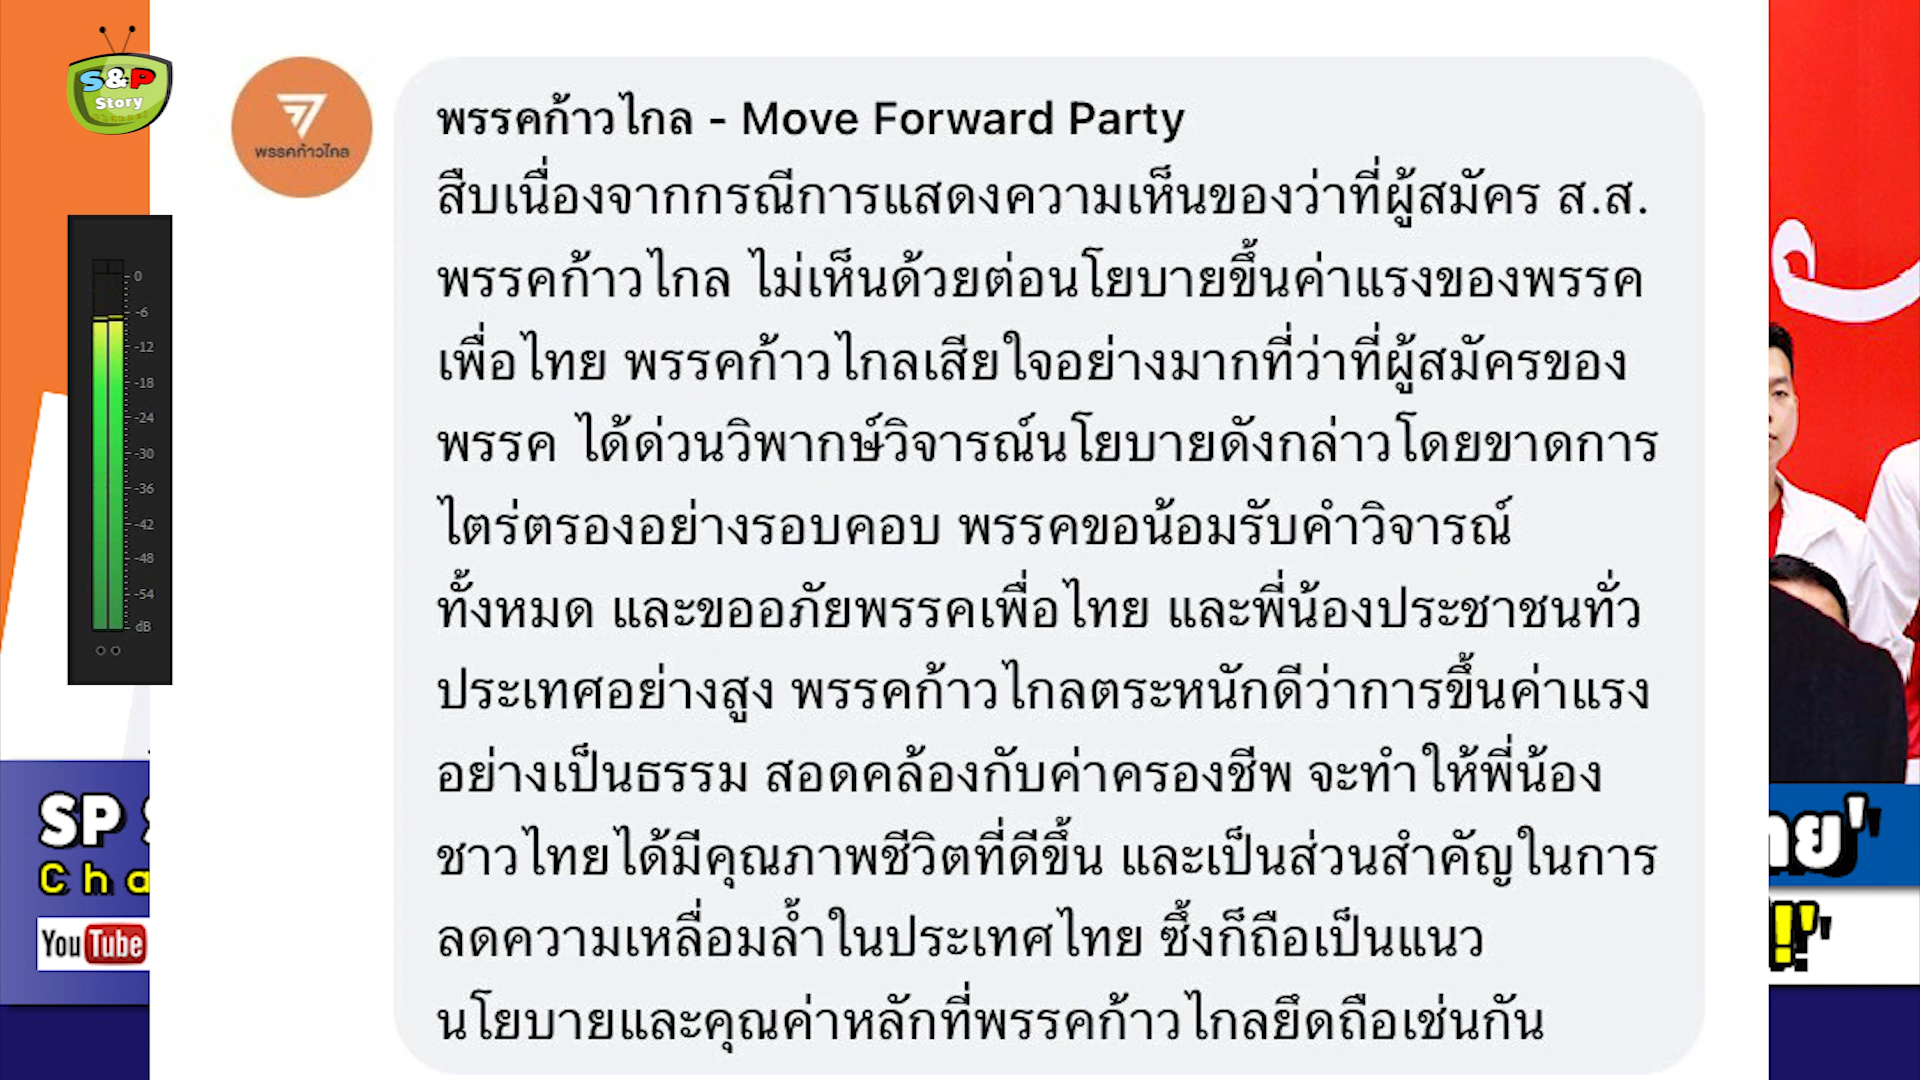 S&P
Story
พรรคก้าวไกล
พรรคก้าวไกล - Move Forward Party
สืบเนื่องจากกรณีการแสดงความเห็นของว่าที่ผู้สมัคร ส.ส.
พรรคก้าวไกล ไม่เห็นด้วยต่อนโยบายขึ้นค่าแรงของพรรค
เพื่อไทย พรรคก้าวไกลเสียใจอย่างมากที่ว่าที่ผู้สมัครของ
พรรค ได้ด่วนวิพากษ์วิจารณ์นโยบายดังกล่าวโดยขาดการ
ไตร่ตรองอย่างรอบคอบ พรรคขอน้อมรับคำวิจารณ์
ทั้งหมด และขออภัยพรรคเพื่อไทย และพี่น้องประชาชนทั่ว
ประเทศอย่างสูง พรรคก้าวไกลตระหนักดีว่าการขึ้นค่าแรง
อย่างเป็นธรรม สอดคล้องกับค่าครองชีพ จะทำให้พี่น้อง
ชาวไทยได้มีคุณภาพชีวิตที่ดีขึ้น และเป็นส่วนสำคัญในการ
ลดความเหลื่อมล้ำในประเทศไทย ซึ้งก็ถือเป็นแนว
นโยบายและคุณค่าหลักที่พรรคก้าวไกลยึดถือเช่นกัน
0
-6
-12
-18
-24
-30
-36
-42
-48
-54
dB
SP
Cha
YouTube
ย'
!'